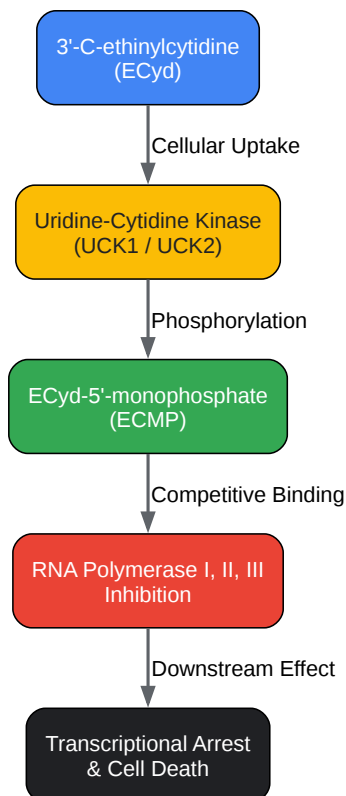 3'-C-ethinylcytidine
(ECyd)
Cellular Uptake
Uridine-Cytidine Kinase
(UCK1 / UCK2)
Phosphorylation
ECyd-5'-monophosphate
(ECMP)
Competitive Binding
RNA Polymerase I, II, III
Inhibition
Downstream Effect
Transcriptional Arrest
& Cell Death